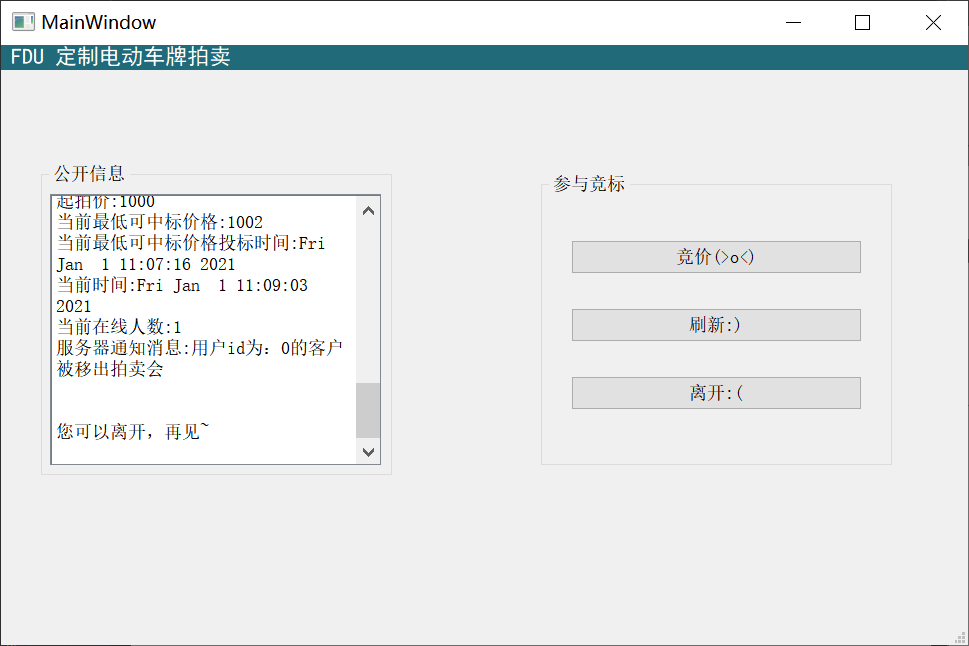 MainWindow
FDU 定制电动车牌拍卖
公开信息
起拍价:1000
当前最低可中标价格:1002
当前最低可中标价格投标时间:Fri
Jan  1 11:07:16 2021
当前时间:Fri Jan  1 11:09:03
2021
当前在线人数:1
服务器通知消息:用户id为: 0的客户
被移出拍卖会
您可以离开，再见~
参与竞标
竞价(>o<)
刷新:)
离开:(